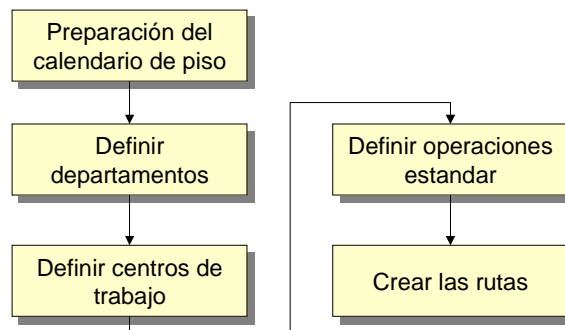 Preparación del
calendario de piso
Definir
departamentos
Definir centros de
trabajo
Definir operaciones
estandar
Crear las rutas